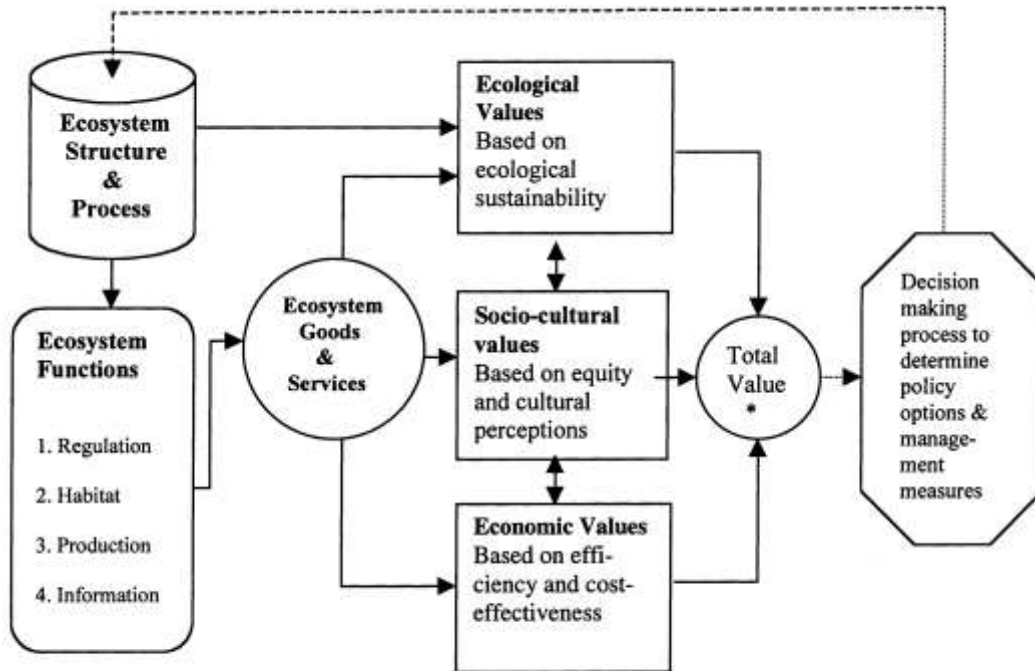 Ecosystem
Structure
&
Process
Ecosystem
Functions
1. Regulation
2. Habitat
3. Production
4. Information
Ecosystem
Goods
&
Services
Ecological
Values
Based on
ecological
sustainability
Socio-cultural
values
Based on equity
and cultural
perceptions
Economic Values
Based on effi-
ciency and cost-
effectiveness
Total
Value
*
Decision
making
process to
determine
policy
options &
manage-
ment
measures